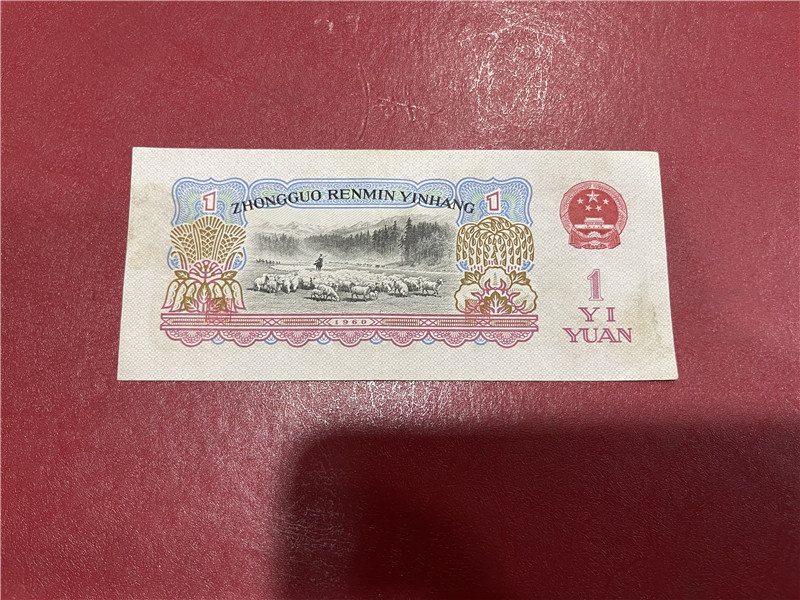 1
ZHONGGUO RENMIN YINHANG
1
1960
1
YI
YUAN